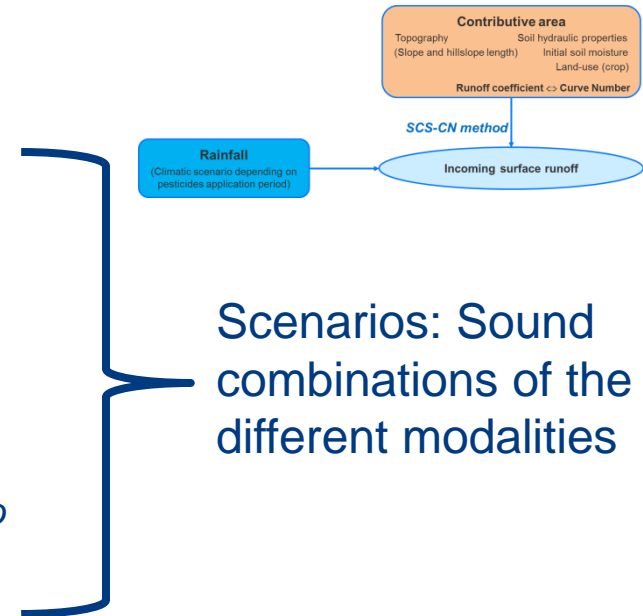 Contributive area
Topography
Soil hydraulic properties
(Slope and hillslope length)
Initial soil moisture
Land-use (crop)
Runoff coefficient ⇔ Curve Number
SCS-CN method
Rainfall
(Climatic scenario depending on
pesticides application period)
Incoming surface runoff
Scenarios: Sound
combinations of the
different modalities